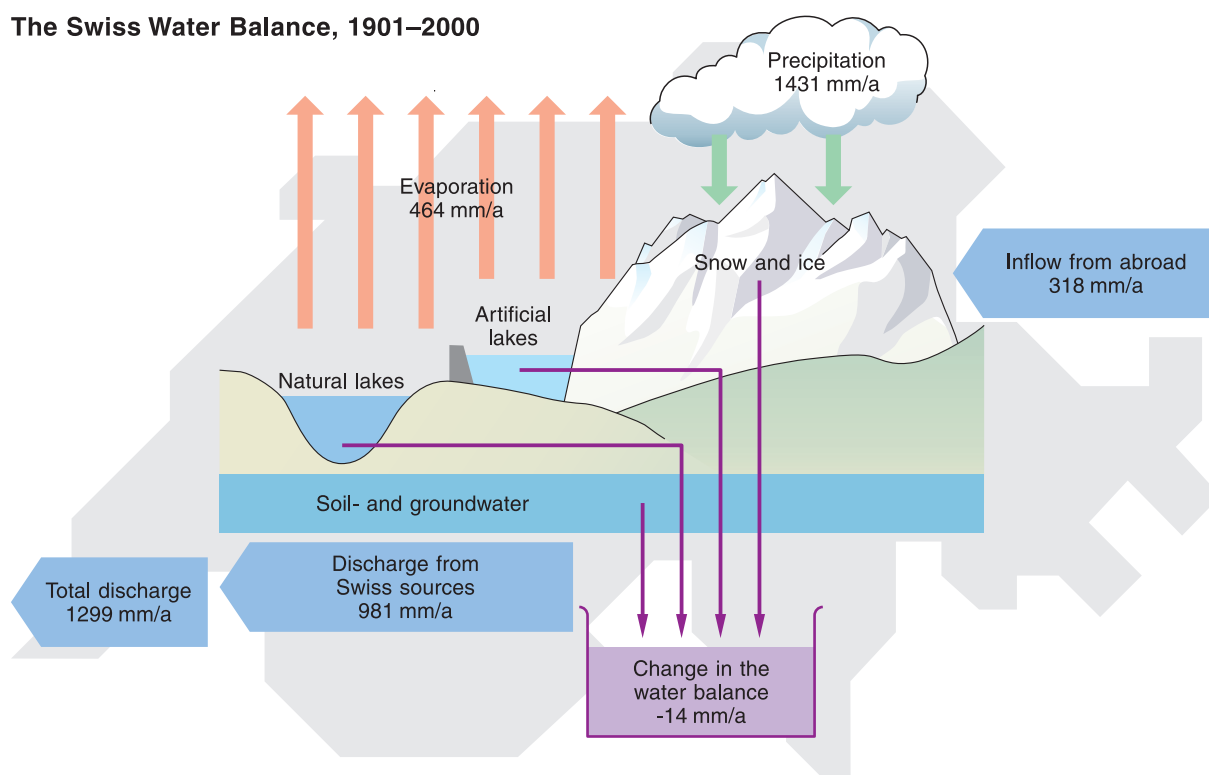 The Swiss Water Balance, 1901–2000
Precipitation
1431 mm/a
Evaporation
464 mm/a
Snow and ice
Inflow from abroad
318 mm/a
Artificial
lakes
Natural lakes
Soil- and groundwater
Discharge from
Swiss sources
981 mm/a
Total discharge
1299 mm/a
Change in the
water balance
-14 mm/a